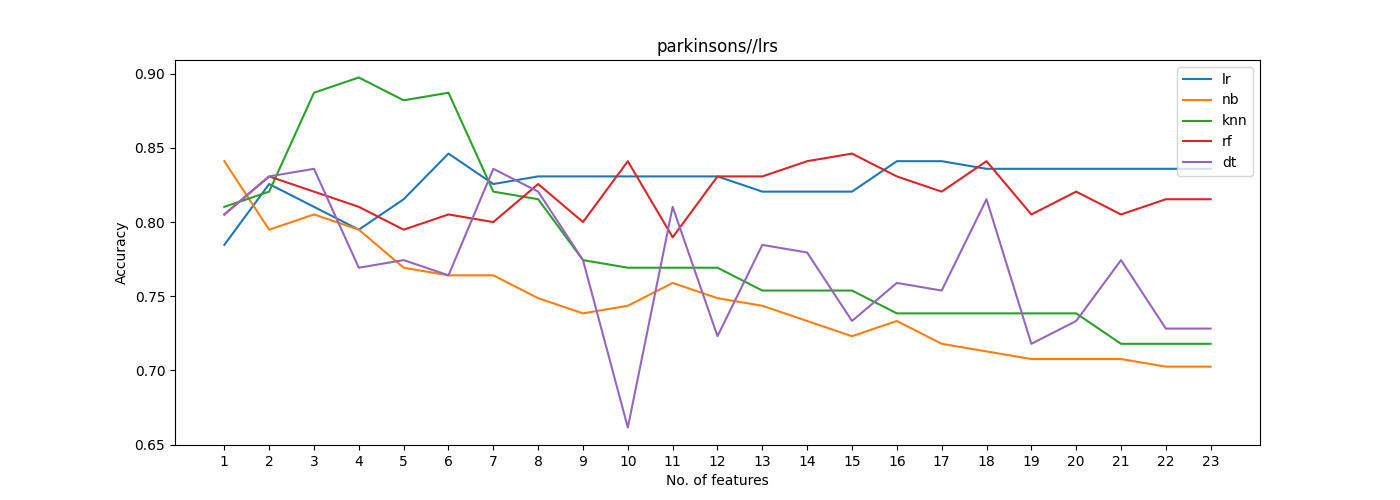 parkinsons//lrs
0.90
0.85
0.80
0.75
0.70
0.65
Accuracy
lr
nb
knn
rf
dt
1 2 3 4 5 6 7 8 9 10 11 12 13 14 15 16 17 18 19 20 21 22 23
No. of features